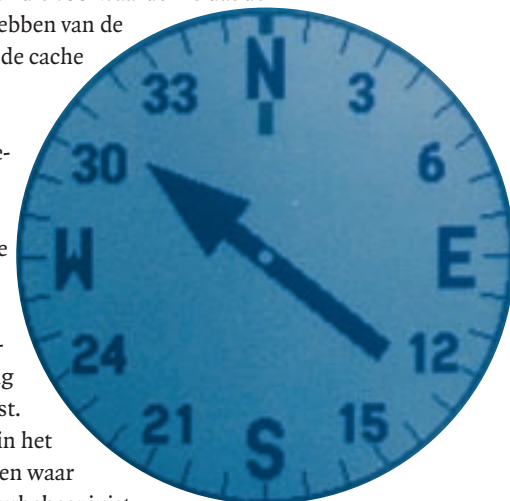 ebben van de
de cache
e-
e
-
g
st.
in het
en waar
N
33 3
30 6
W E
24 12
21 15
S